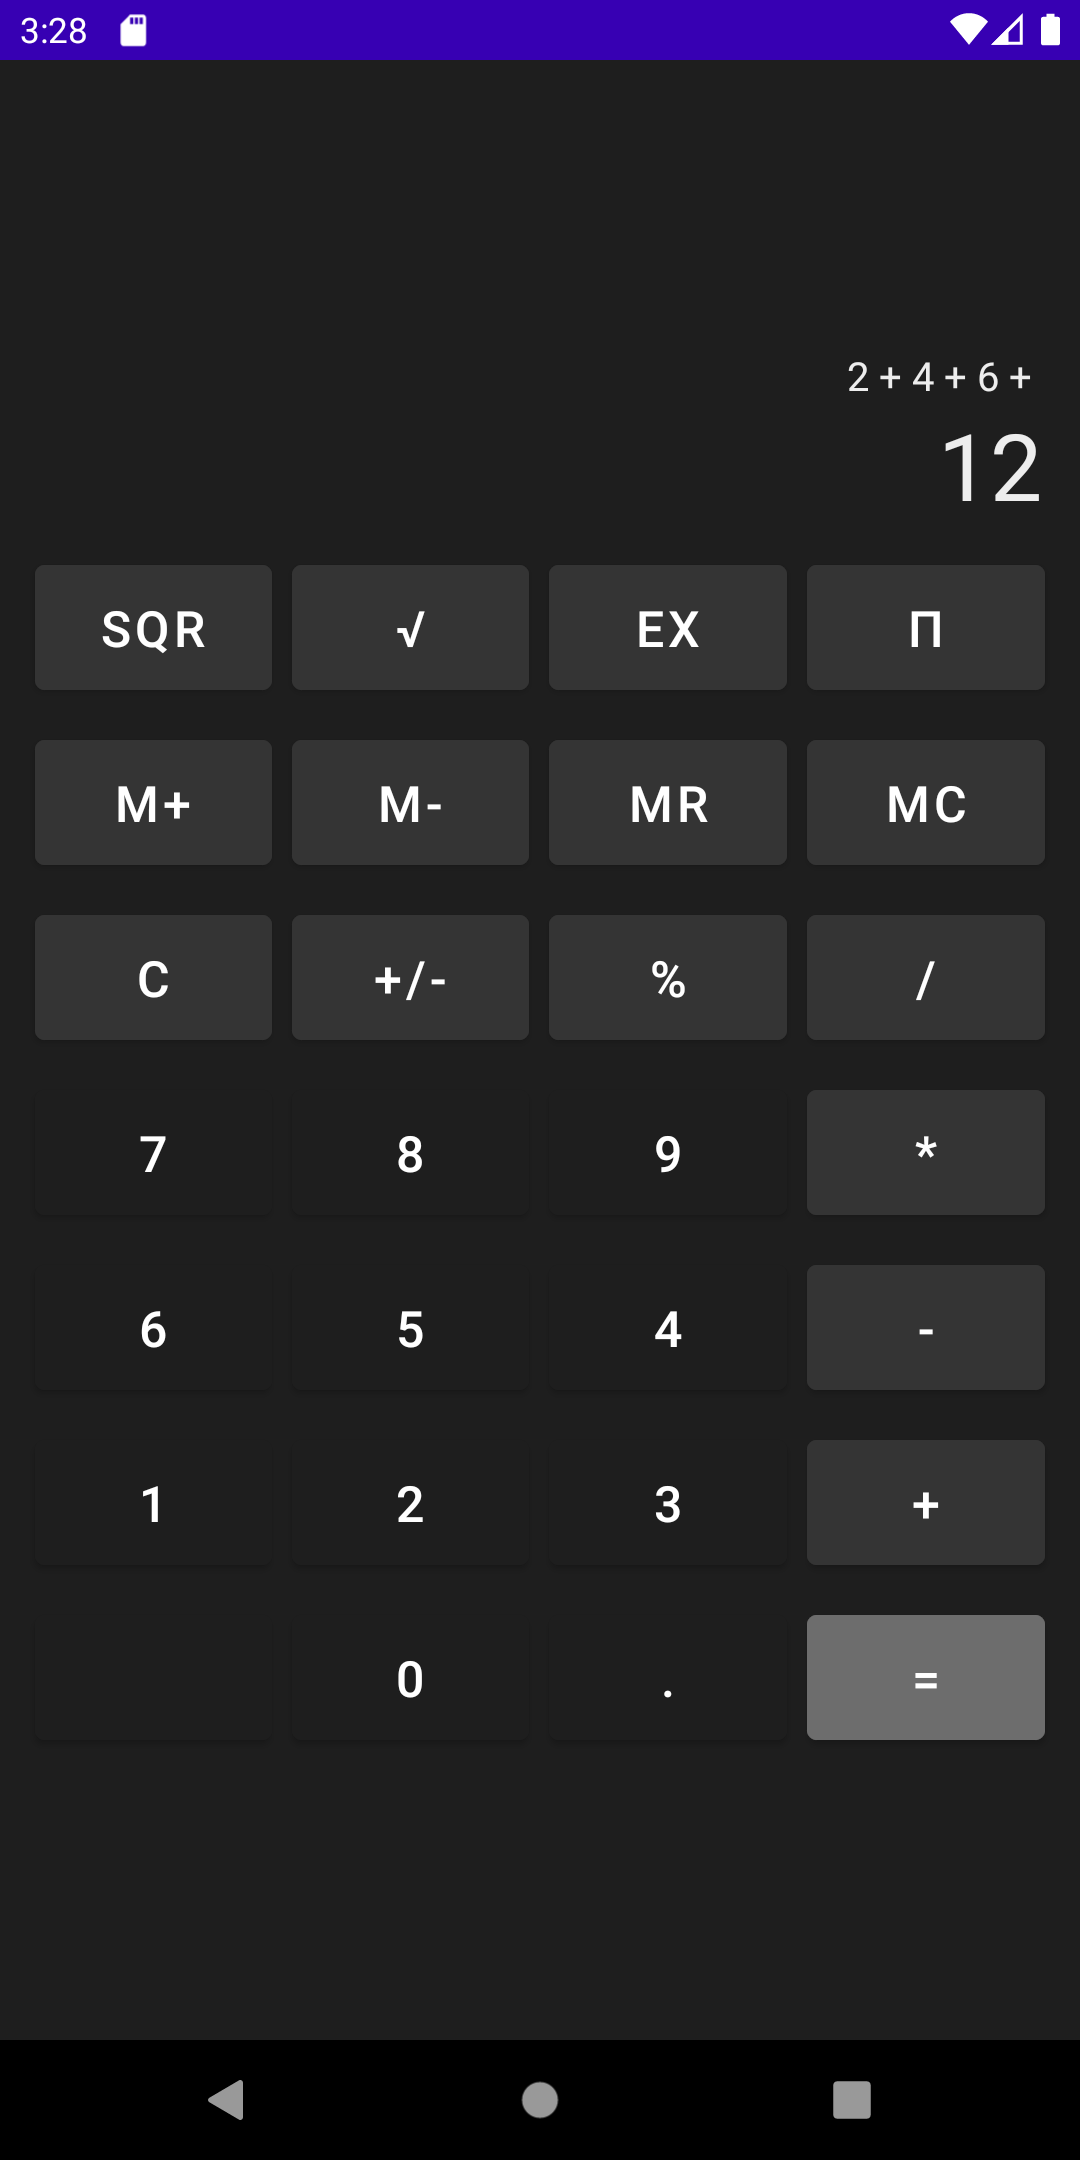 3:28
2 + 4 + 6 +
12
SQR √ EX П
M+ M- MR MC
C +/- % /
7 8 9 *
6 5 4 -
1 2 3 +
0 . =